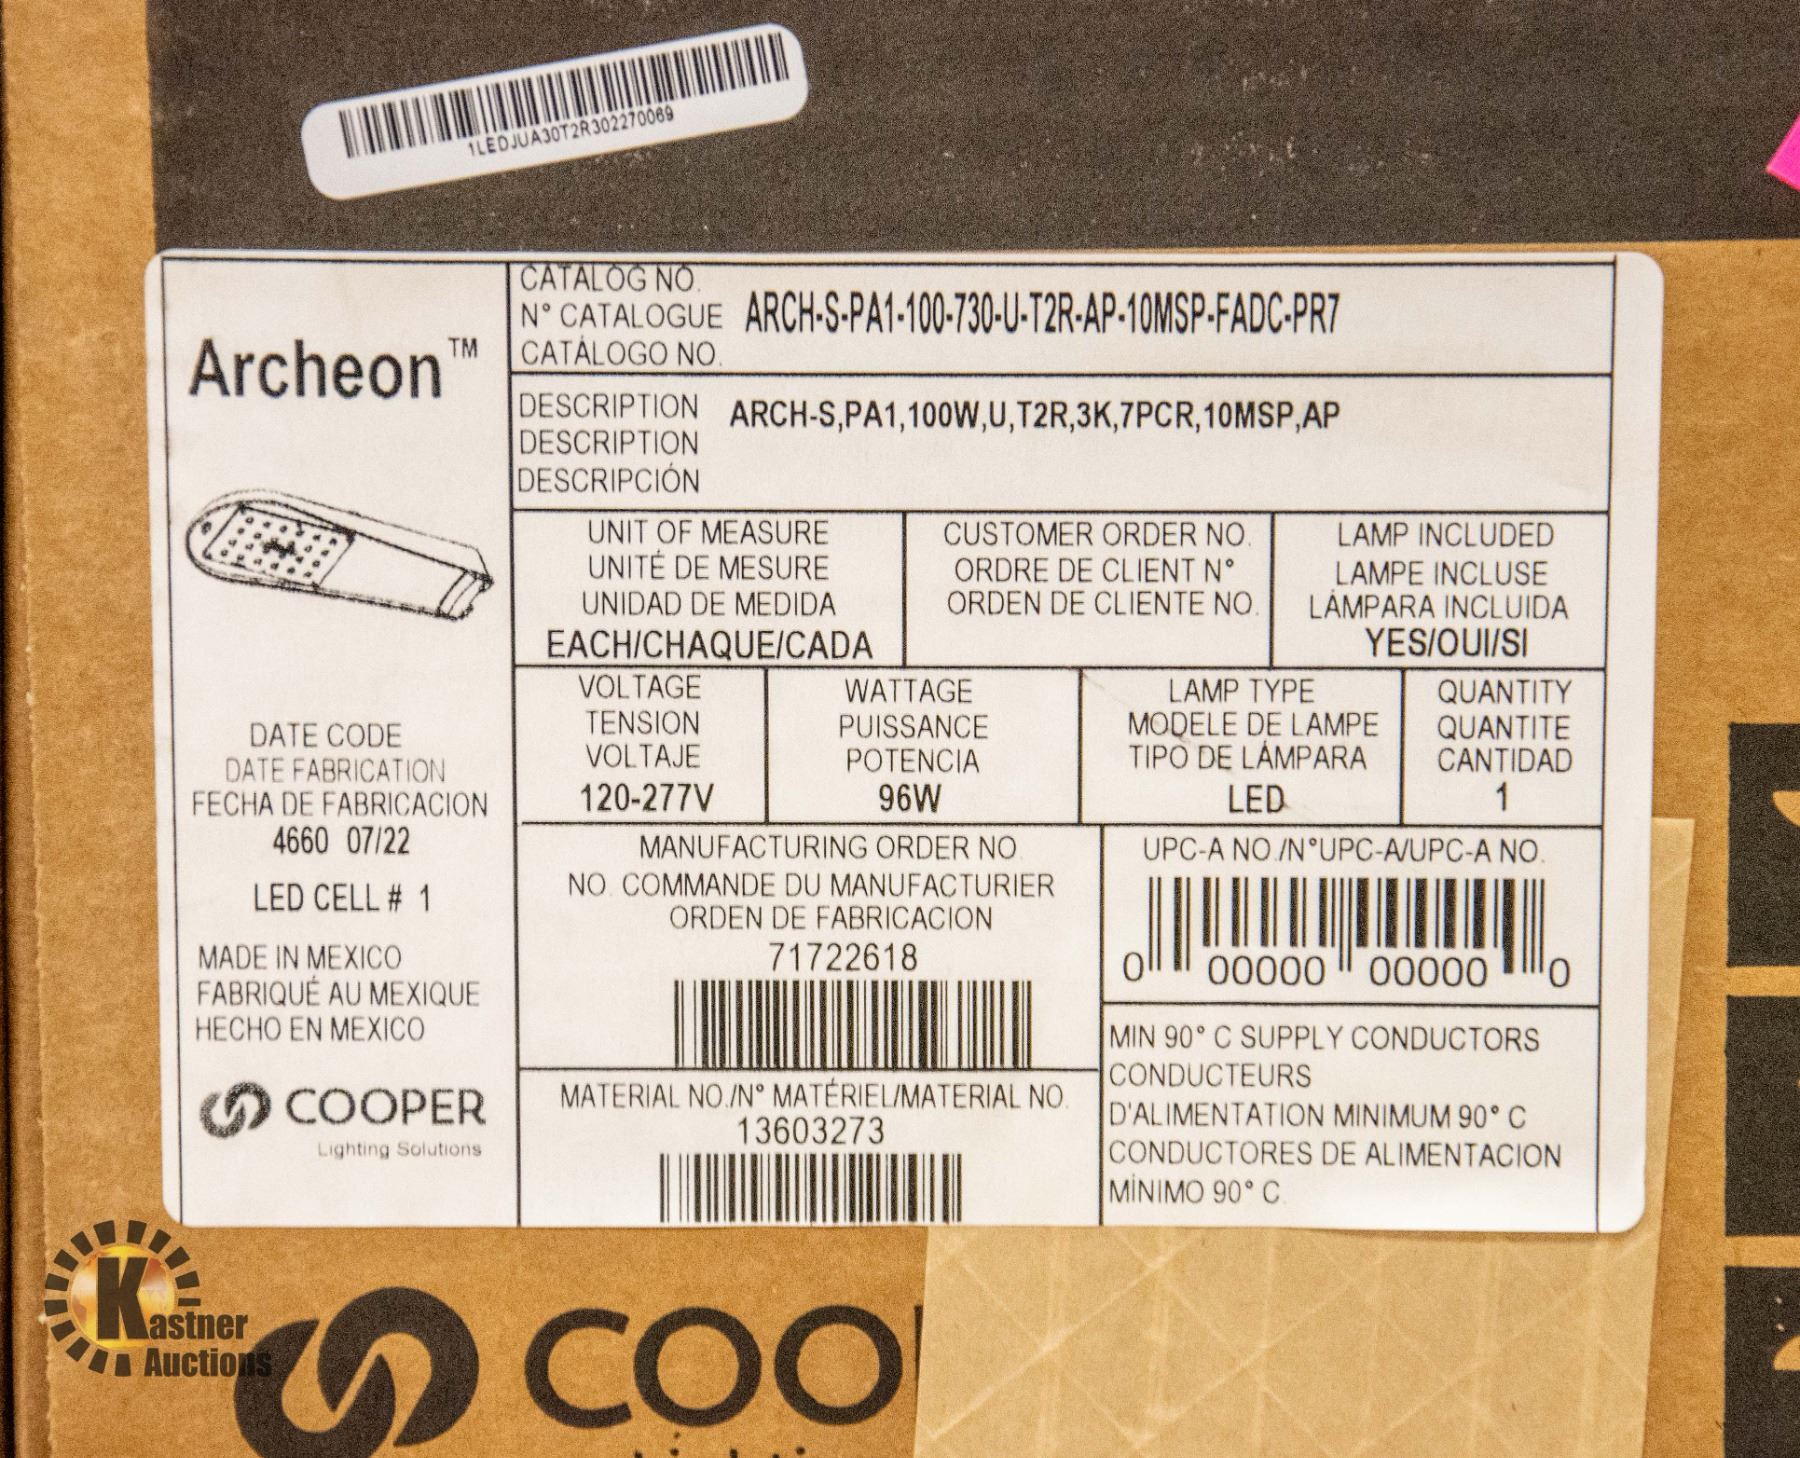 1LEDJUA30T2R302270069
Archeon™
CATALOG NO.
N° CATALOGUE
CATÁLOGO NO.
ARCH-S-PA1-100-730-U-T2R-AP-10MSP-FADC-PR7
DESCRIPTION
DESCRIPTION
DESCRIPCIÓN
ARCH-S,PA1,100W,U,T2R,3K,7PCR,10MSP,AP
UNIT OF MEASURE
UNITÉ DE MESURE
UNIDAD DE MEDIDA
EACH/CHAQUE/CADA
CUSTOMER ORDER NO.
ORDRE DE CLIENT N°
ORDEN DE CLIENTE NO.
LAMP INCLUDED
LAMPE INCLUSE
LÁMPARA INCLUIDA
YES/OUI/SI
VOLTAGE
TENSION
VOLTAJE
120-277V
WATTAGE
PUISSANCE
POTENCIA
96W
LAMP TYPE
MODELE DE LAMPE
TIPO DE LÁMPARA
LED
QUANTITY
QUANTITE
CANTIDAD
1
DATE CODE
DATE FABRICATION
FECHA DE FABRICACION
4660 07/22
LED CELL # 1
MADE IN MEXICO
FABRIQUÉ AU MEXIQUE
HECHO EN MEXICO
COOPER
Lighting Solutions
MANUFACTURING ORDER NO.
NO. COMMANDE DU MANUFACTURIER
ORDEN DE FABRICACION
71722618
MATERIAL NO./N° MATÉRIEL/MATERIAL NO.
13603273
UPC-A NO./N°UPC-A/UPC-A NO.
0 00000 00000 0
MIN 90° C SUPPLY CONDUCTORS
CONDUCTEURS
D'ALIMENTATION MINIMUM 90° C
CONDUCTORES DE ALIMENTACION
MÍNIMO 90° C.
Kastner
Auctions
COO